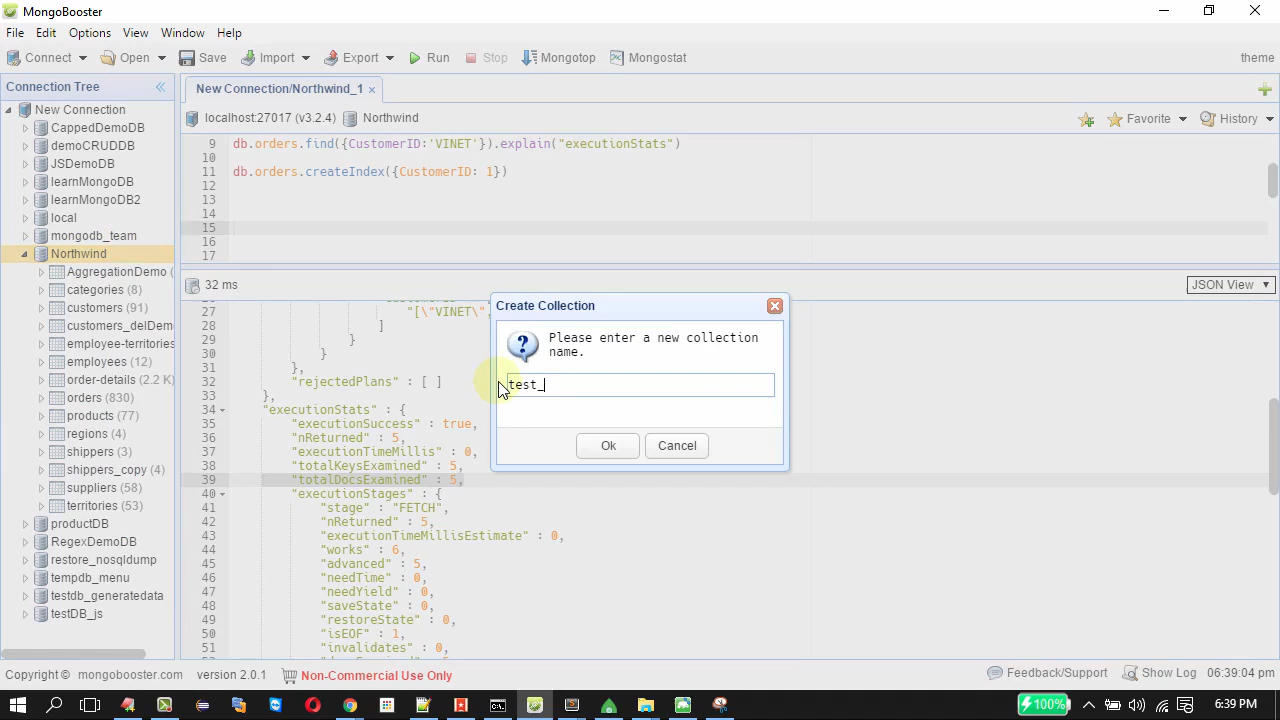 MongoBooster
File Edit Options View Window Help
Connect Open Save Import Export Run Stop Mongotop Mongostat theme
Connection Tree
New Connection
CappedDemoDB
demoCRUDDB
JSDemoDB
learnMongoDB
learnMongoDB2
local
mongodb_team
Northwind
AggregationDemo (
categories (8)
customers (91)
customers_delDem
employee-territories
employees (12)
order-details (2.2 K)
orders (830)
products (77)
regions (4)
shippers (3)
shippers_copy (4)
suppliers (58)
territories (53)
productDB
RegexDemoDB
restore_nosqldump
tempdb_menu
testdb_generatedata
testDB_js
New Connection/Northwind_1
localhost:27017 (v3.2.4) Northwind Favorite History
9 db.orders.find({CustomerID:'VINET'}).explain("executionStats")
10
11 db.orders.createIndex({CustomerID: 1})
12
13
14
15
16
17
32 ms JSON View
27 "[\"VINET\",
28 ]
29 }
30 }
31 },
32 "rejectedPlans" : [ ]
33 },
34 "executionStats" : {
35 "executionSuccess" : true,
36 "nReturned" : 5,
37 "executionTimeMillis" : 0,
38 "totalKeysExamined" : 5,
39 "totalDocsExamined" : 5,
40 "executionStages" : {
41 "stage" : "FETCH",
42 "nReturned" : 5,
43 "executionTimeMillisEstimate" : 0,
44 "works" : 6,
45 "advanced" : 5,
46 "needTime" : 0,
47 "needYield" : 0,
48 "saveState" : 0,
49 "restoreState" : 0,
50 "isEOF" : 1,
51 "invalidates" : 0,
Create Collection
Please enter a new collection
name.
test_
Ok Cancel
Copyright © mongobooster.com version 2.0.1 Non-Commercial Use Only Feedback/Support Show Log 06:39:04 PM
100% 6:39 PM